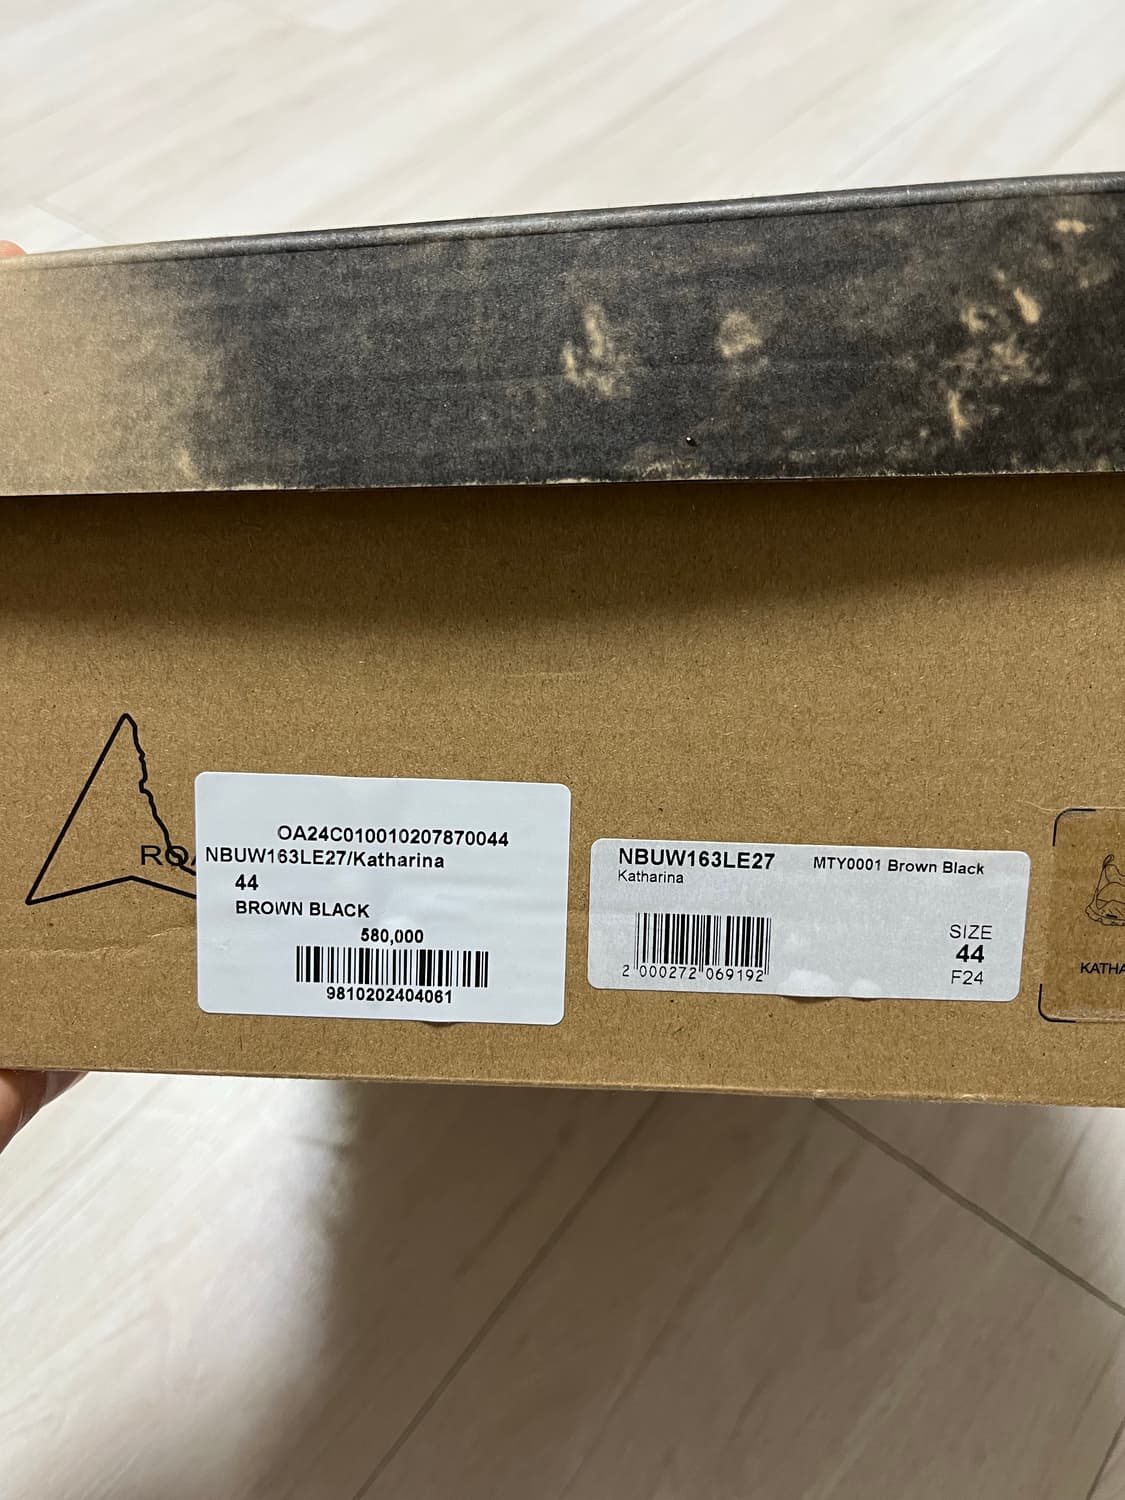 RO
OA24C010010207870044
NBUW163LE27/Katharina
44
BROWN BLACK
580,000
9810202404061
NBUW163LE27 MTY0001 Brown Black
Katharina
2 000272 069192
SIZE
44
F24
KATHA